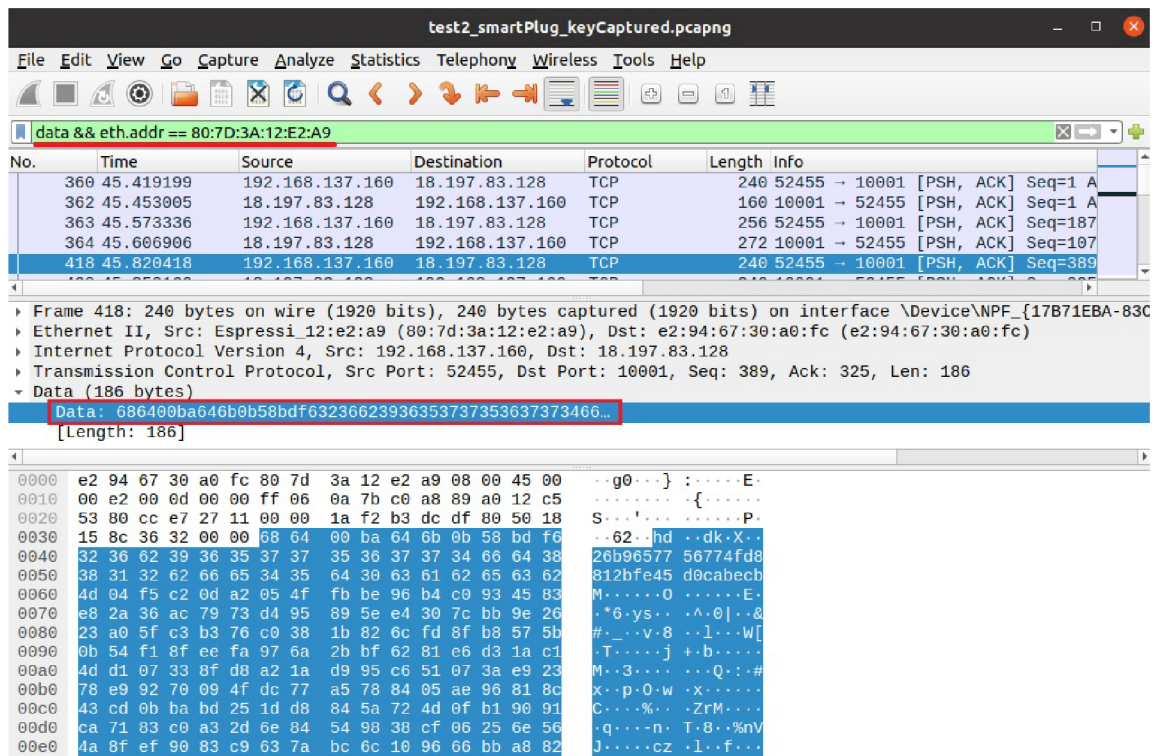 test2_smartPlug_keyCaptured.pcapng
File Edit View Go Capture Analyze Statistics Telephony Wireless Tools Help
data && eth.addr == 80:7D:3A:12:E2:A9
No. Time Source Destination Protocol Length Info
360 45.419199 192.168.137.160 18.197.83.128 TCP 240 52455 → 10001 [PSH, ACK] Seq=1 A
362 45.453005 18.197.83.128 192.168.137.160 TCP 160 10001 → 52455 [PSH, ACK] Seq=1 A
363 45.573336 192.168.137.160 18.197.83.128 TCP 256 52455 → 10001 [PSH, ACK] Seq=187
364 45.606906 18.197.83.128 192.168.137.160 TCP 272 10001 → 52455 [PSH, ACK] Seq=107
418 45.820418 192.168.137.160 18.197.83.128 TCP 240 52455 → 10001 [PSH, ACK] Seq=389
Frame 418: 240 bytes on wire (1920 bits), 240 bytes captured (1920 bits) on interface \Device\NPF_{17B71EBA-83C
Ethernet II, Src: Espressi_12:e2:a9 (80:7d:3a:12:e2:a9), Dst: e2:94:67:30:a0:fc (e2:94:67:30:a0:fc)
Internet Protocol Version 4, Src: 192.168.137.160, Dst: 18.197.83.128
Transmission Control Protocol, Src Port: 52455, Dst Port: 10001, Seq: 389, Ack: 325, Len: 186
Data (186 bytes)
Data: 686400ba646b0b58bdf63236623936353737353637373466…
[Length: 186]
0000 e2 94 67 30 a0 fc 80 7d 3a 12 e2 a9 08 00 45 00 ··g0···} :·····E·
0010 00 e2 00 0d 00 00 ff 06 0a 7b c0 a8 89 a0 12 c5 ········ ·{······
0020 53 80 cc e7 27 11 00 00 1a f2 b3 dc df 80 50 18 S···'··· ······P·
0030 15 8c 36 32 00 00 68 64 00 ba 64 6b 0b 58 bd f6 ··62··hd ··dk·X··
0040 32 36 62 39 36 35 37 37 35 36 37 37 34 66 64 38 26b96577 56774fd8
0050 38 31 32 62 66 65 34 35 64 30 63 61 62 65 63 62 812bfe45 d0cabecb
0060 4d 04 f5 c2 0d a2 05 4f fb be 96 b4 c0 93 45 83 M······O ······E·
0070 e8 2a 36 ac 79 73 d4 95 89 5e e4 30 7c bb 9e 26 ·*6·ys·· ·^·0|··&
0080 23 a0 5f c3 b3 76 c0 38 1b 82 6c fd 8f b8 57 5b #·_··v·8 ··l···W[
0090 0b 54 f1 8f ee fa 97 6a 2b bf 62 81 e6 d3 1a c1 ·T·····j +·b·····
00a0 4d d1 07 33 8f d8 a2 1a d9 95 c6 51 07 3a e9 23 M··3···· ···Q·:·#
00b0 78 e9 92 70 09 4f dc 77 a5 78 84 05 ae 96 81 8c x··p·O·w ·x······
00c0 43 cd 0b ba bd 25 1d d8 84 5a 72 4d 0f b1 90 91 C····%·· ·ZrM····
00d0 ca 71 83 c0 a3 2d 6e 84 54 98 38 cf 06 25 6e 56 ·q···-n· T·8··%nV
00e0 4a 8f ef 90 83 c9 63 7a bc 6c 10 96 66 bb a8 82 J·····cz ·l··f···